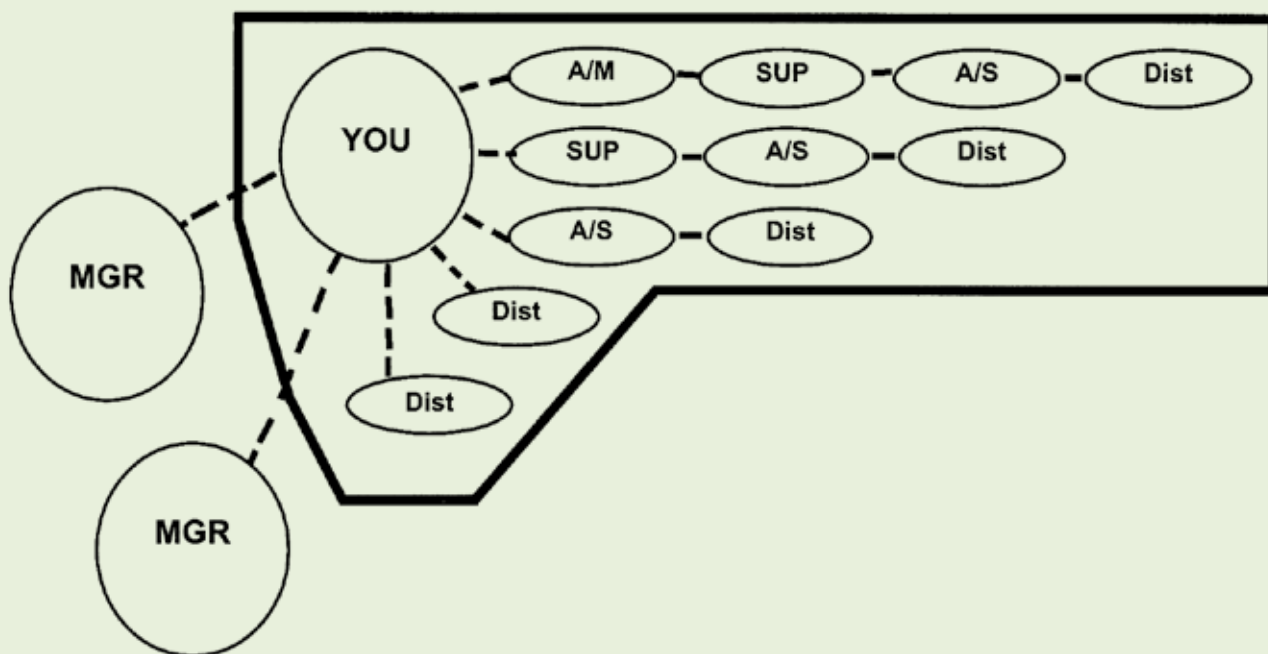 A/M SUP A/S Dist
YOU
SUP A/S Dist
A/S Dist
MGR
Dist
Dist
MGR